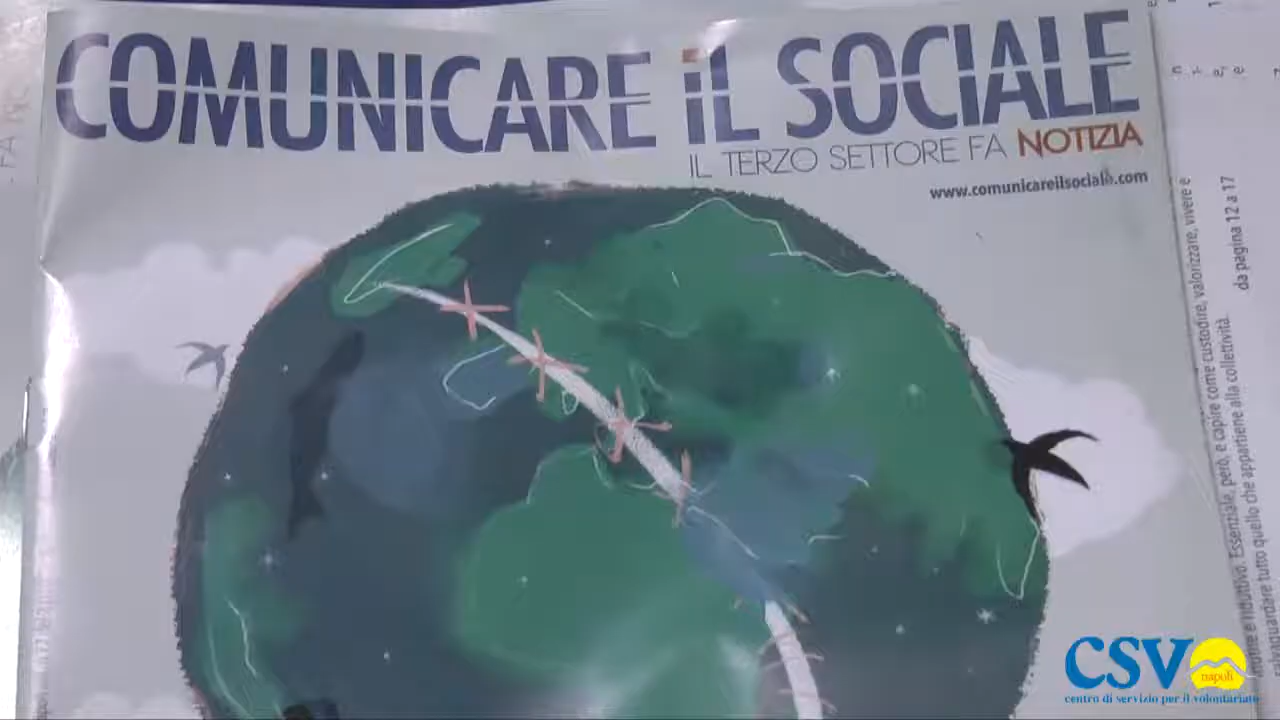 COMUNICARE iL SOCIALE
IL TERZO SETTORE FA NOTIZIA
www.comunicareilsociale.com
e riduttivo. Essenziale, però, è capire come custodire, valorizzare, vivere e
salvaguardare tutto quello che appartiene alla collettività.
da pagina 12 a 17
CSV
napoli
centro di servizio per il volontariato